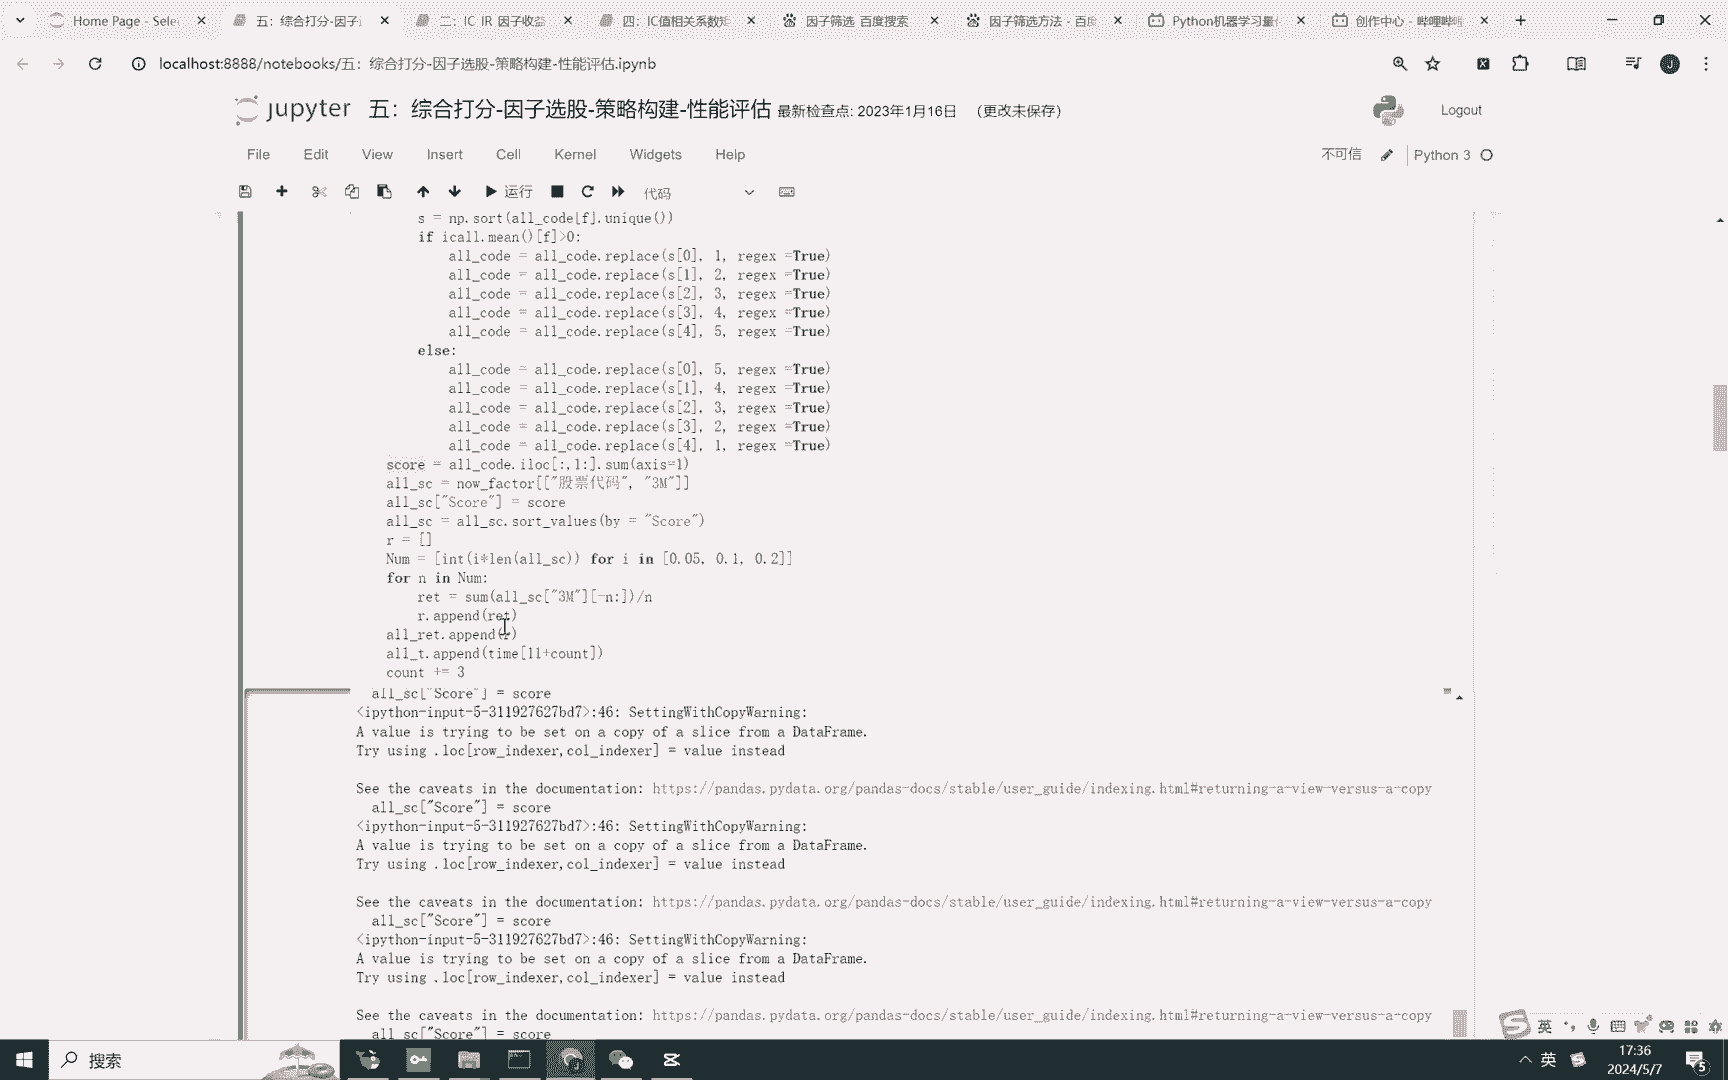 Home Page - Sele
五：综合打分-因子
二：IC IR 因子收益
四：IC值相关系数矩
因子筛选_百度搜索
因子筛选方法 - 百度
Python机器学习量化
创作中心 - 哔哩哔哩
localhost:8888/notebooks/五：综合打分-因子选股-策略构建-性能评估.ipynb
jupyter 五：综合打分-因子选股-策略构建-性能评估 最新检查点: 2023年1月16日 (更改未保存)
Logout
File Edit View Insert Cell Kernel Widgets Help
不可信 Python 3
运行 代码
s = np.sort(all_code[f].unique())
if icall.mean()[f]>0:
all_code = all_code.replace(s[0], 1, regex =True)
all_code = all_code.replace(s[1], 2, regex =True)
all_code = all_code.replace(s[2], 3, regex =True)
all_code = all_code.replace(s[3], 4, regex =True)
all_code = all_code.replace(s[4], 5, regex =True)
else:
all_code = all_code.replace(s[0], 5, regex =True)
all_code = all_code.replace(s[1], 4, regex =True)
all_code = all_code.replace(s[2], 3, regex =True)
all_code = all_code.replace(s[3], 2, regex =True)
all_code = all_code.replace(s[4], 1, regex =True)
score = all_code.iloc[:,1:].sum(axis=1)
all_sc = now_factor[["股票代码", "3M"]]
all_sc["Score"] = score
all_sc = all_sc.sort_values(by = "Score")
r = []
Num = [int(i*len(all_sc)) for i in [0.05, 0.1, 0.2]]
for n in Num:
ret = sum(all_sc["3M"][-n:])/n
r.append(ret)
all_ret.append(r)
all_t.append(time[11+count])
count += 3
all_sc["Score"] = score
<ipython-input-5-311927627bd7>:46: SettingWithCopyWarning:
A value is trying to be set on a copy of a slice from a DataFrame.
Try using .loc[row_indexer,col_indexer] = value instead
See the caveats in the documentation: https://pandas.pydata.org/pandas-docs/stable/user_guide/indexing.html#returning-a-view-versus-a-copy
all_sc["Score"] = score
<ipython-input-5-311927627bd7>:46: SettingWithCopyWarning:
A value is trying to be set on a copy of a slice from a DataFrame.
Try using .loc[row_indexer,col_indexer] = value instead
See the caveats in the documentation: https://pandas.pydata.org/pandas-docs/stable/user_guide/indexing.html#returning-a-view-versus-a-copy
all_sc["Score"] = score
<ipython-input-5-311927627bd7>:46: SettingWithCopyWarning:
A value is trying to be set on a copy of a slice from a DataFrame.
Try using .loc[row_indexer,col_indexer] = value instead
See the caveats in the documentation: https://pandas.pydata.org/pandas-docs/stable/user_guide/indexing.html#returning-a-view-versus-a-copy
all_sc["Score"] = score
英
搜索
英
17:36
2024/5/7
5